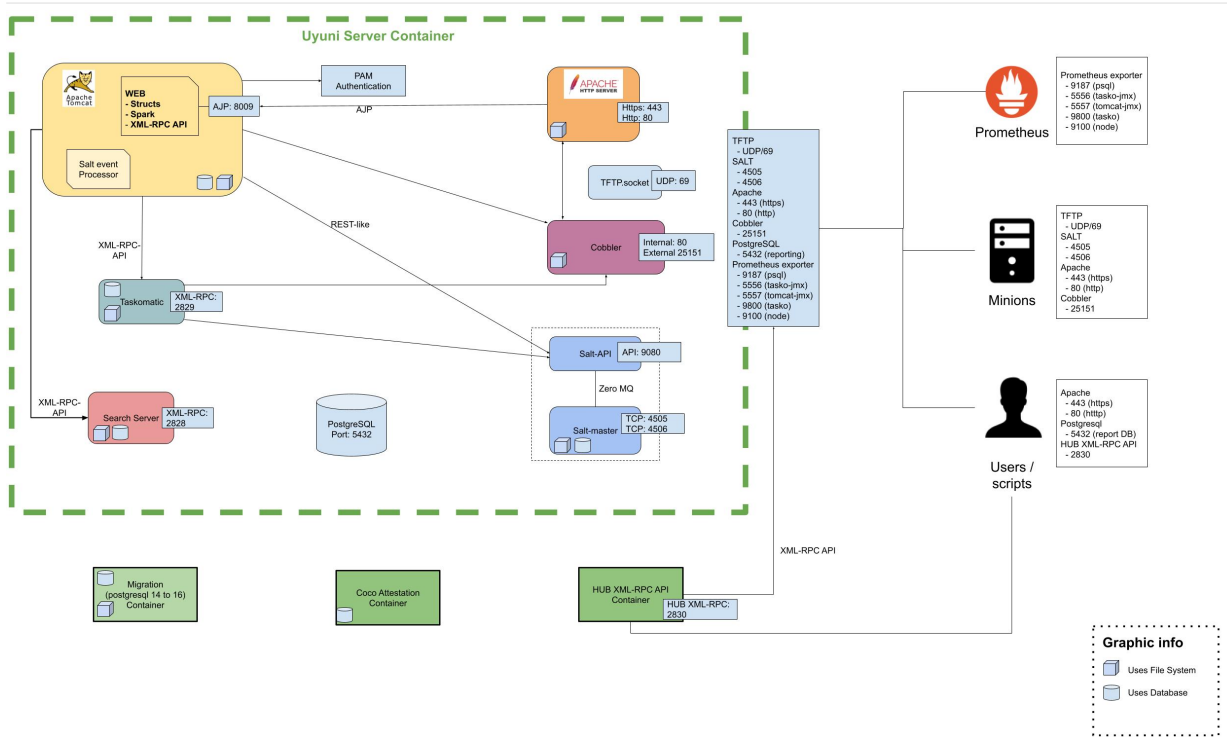 Uyuni Server Container
Apache
Tomcat
WEB
- Structs
- Spark
- XML-RPC API
AJP: 8009
Salt event
Processor
PAM
Authentication
AJP
APACHE
HTTP SERVER
Https: 443
Http: 80
TFTP.socket
UDP: 69
REST-like
Cobbler
Internal: 80
External 25151
XML-RPC-
API
Taskomatic
XML-RPC:
2829
Salt-API
API: 9080
Zero MQ
Salt-master
TCP: 4505
TCP: 4506
XML-RPC-
API
Search Server
XML-RPC:
2828
PostgreSQL
Port: 5432
TFTP
- UDP/69
SALT
- 4505
- 4506
Apache
- 443 (https)
- 80 (http)
Cobbler
- 25151
PostgreSQL
- 5432 (reporting)
Prometheus exporter
- 9187 (psql)
- 5556 (tasko-jmx)
- 5557 (tomcat-jmx)
- 9800 (tasko)
- 9100 (node)
Prometheus
Prometheus exporter
- 9187 (psql)
- 5556 (tasko-jmx)
- 5557 (tomcat-jmx)
- 9800 (tasko)
- 9100 (node)
Minions
TFTP
- UDP/69
SALT
- 4505
- 4506
Apache
- 443 (https)
- 80 (http)
Cobbler
- 25151
Users /
scripts
Apache
- 443 (https)
- 80 (htttp)
Postgresql
- 5432 (report DB)
HUB XML-RPC API
- 2830
XML-RPC API
Migration
(postgresql 14 to 16)
Container
Coco Attestation
Container
HUB XML-RPC API
Container
HUB XML-RPC:
2830
Graphic info
Uses File System
Uses Database